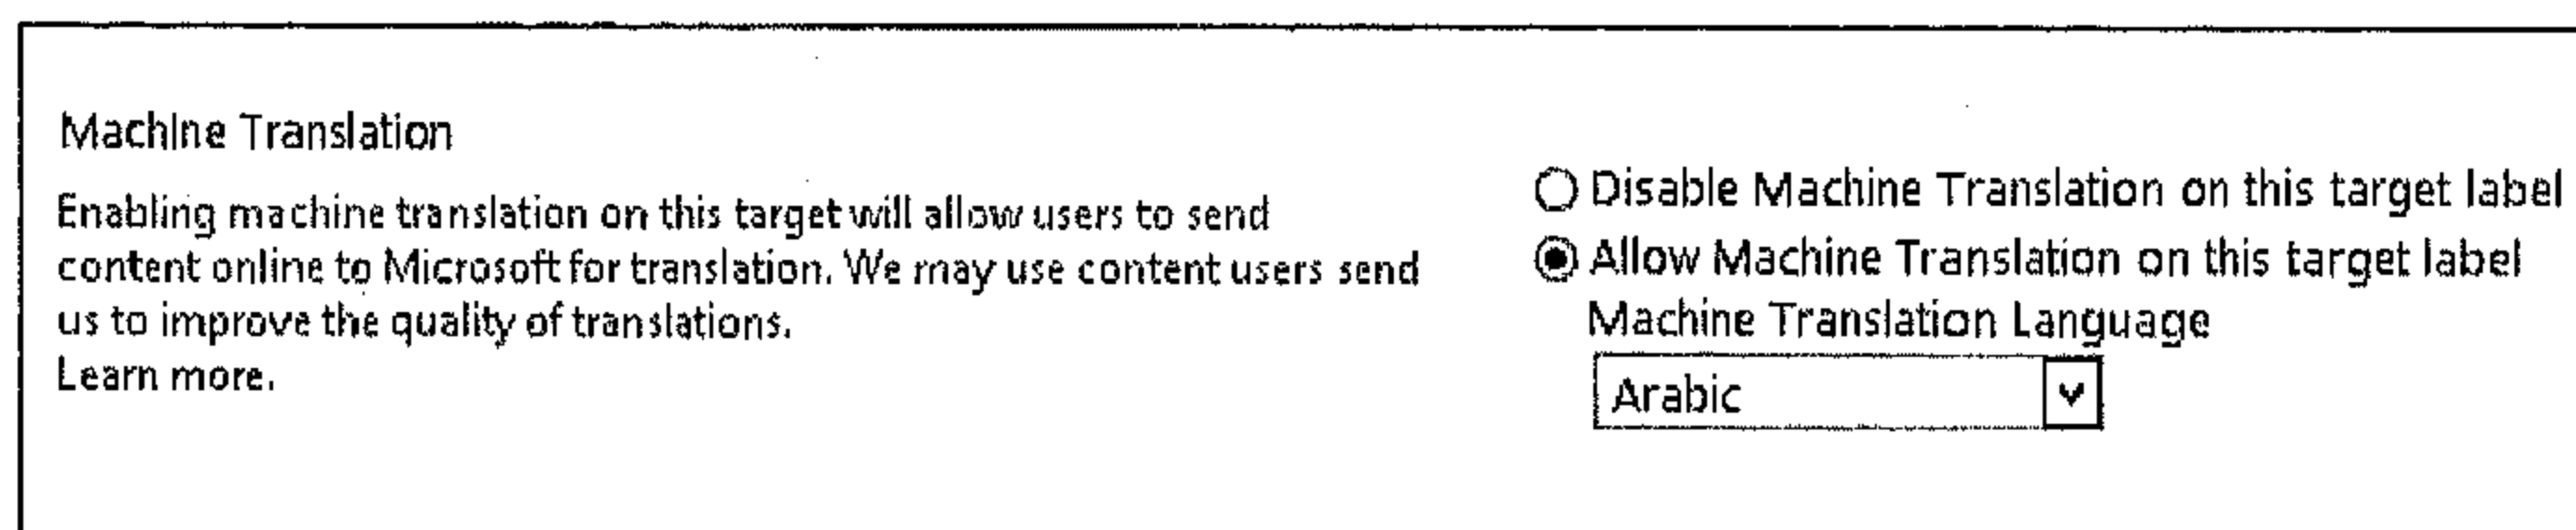 Machine Translation
Enabling machine translation on this target will allow users to send
content online to Microsoft for translation. We may use content users send
us to improve the quality of translations.
Learn more.
Disable Machine Translation on this target label
Allow Machine Translation on this target label
Machine Translation Language
Arabic